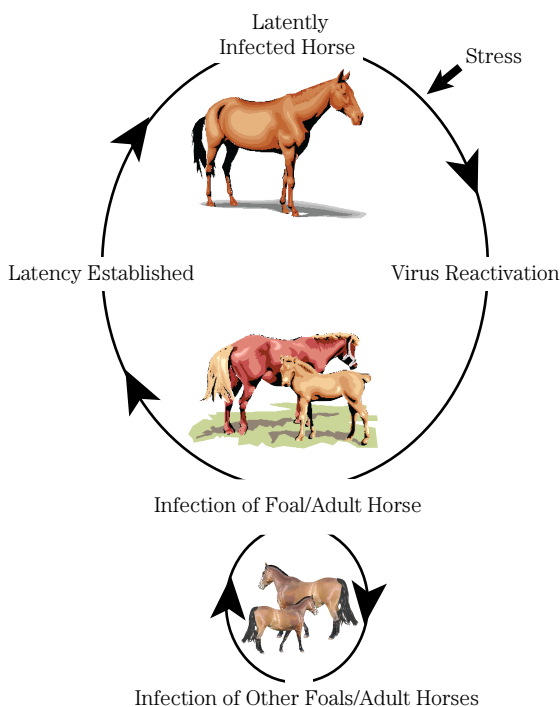 Latently
Infected Horse
Stress
Latency Established
Virus Reactivation
Infection of Foal/Adult Horse
Infection of Other Foals/Adult Horses